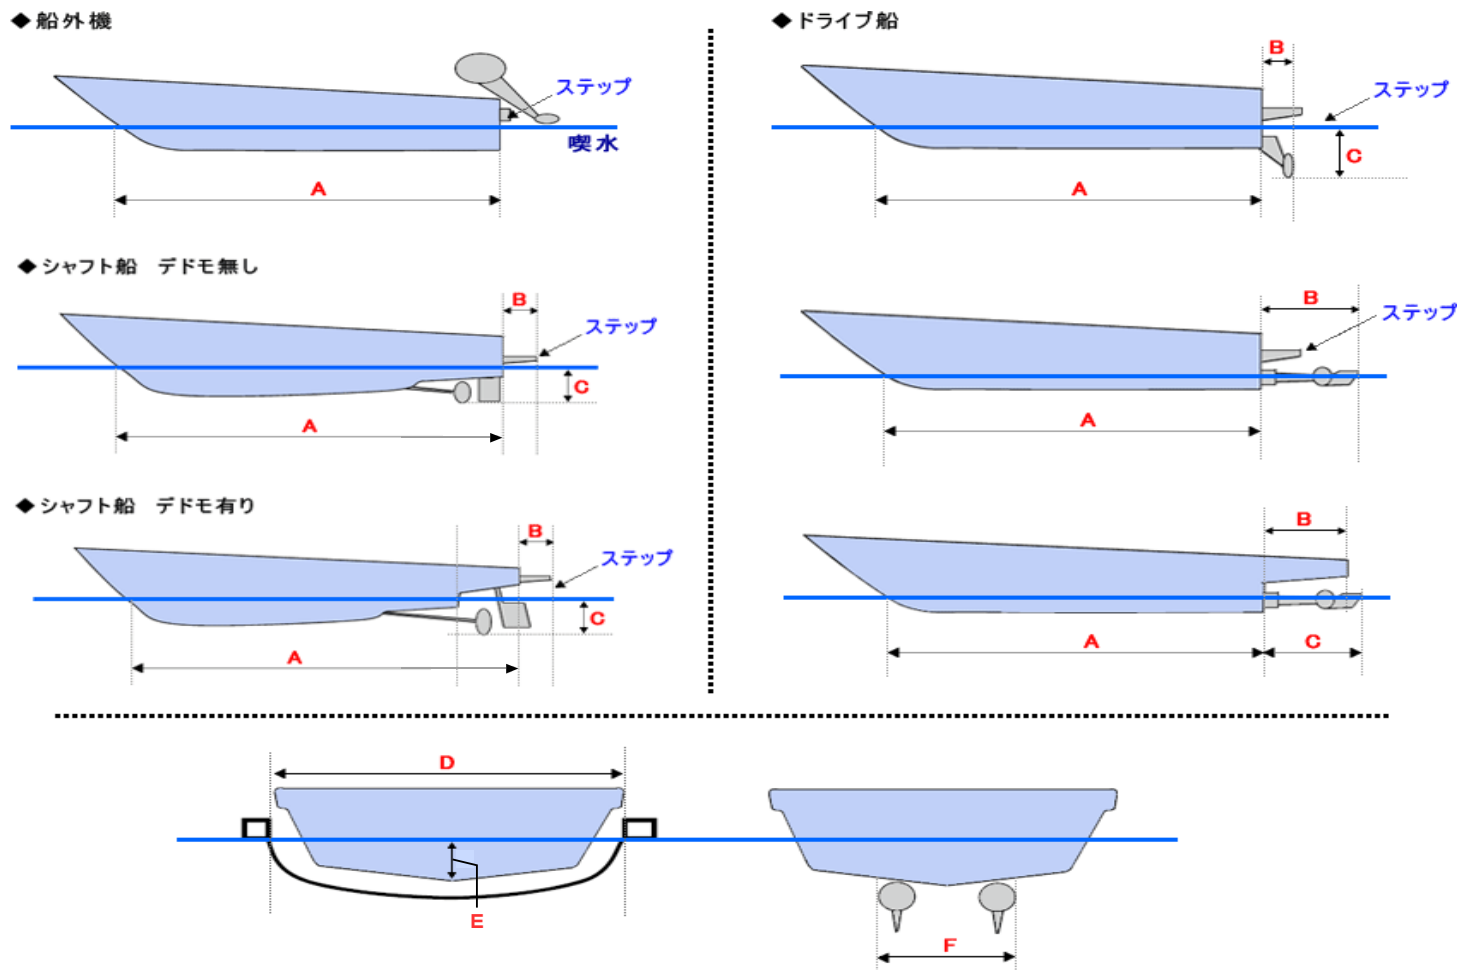 ◆船外機
ステップ
喫水
A
◆シャフト船　デドモ無し
B
ステップ
C
A
◆シャフト船　デドモ有り
B
ステップ
C
A
◆ドライブ船
B
ステップ
C
A
B
ステップ
A
B
A
C
D
E
F